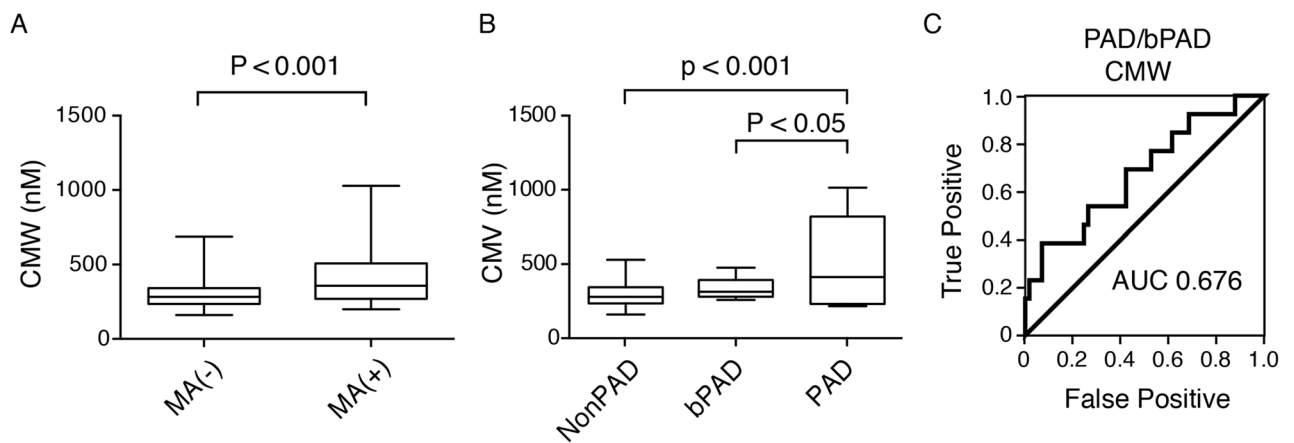 A
P < 0.001
CMW (nM)
1500
1000
500
0
MA(-)
MA(+)
B
p < 0.001
P < 0.05
CMV (nM)
1500
1000
500
0
NonPAD
bPAD
PAD
C
PAD/bPAD
CMW
True Positive
1.0
0.8
0.6
0.4
0.2
0
AUC 0.676
0 0.2 0.4 0.6 0.8 1.0
False Positive